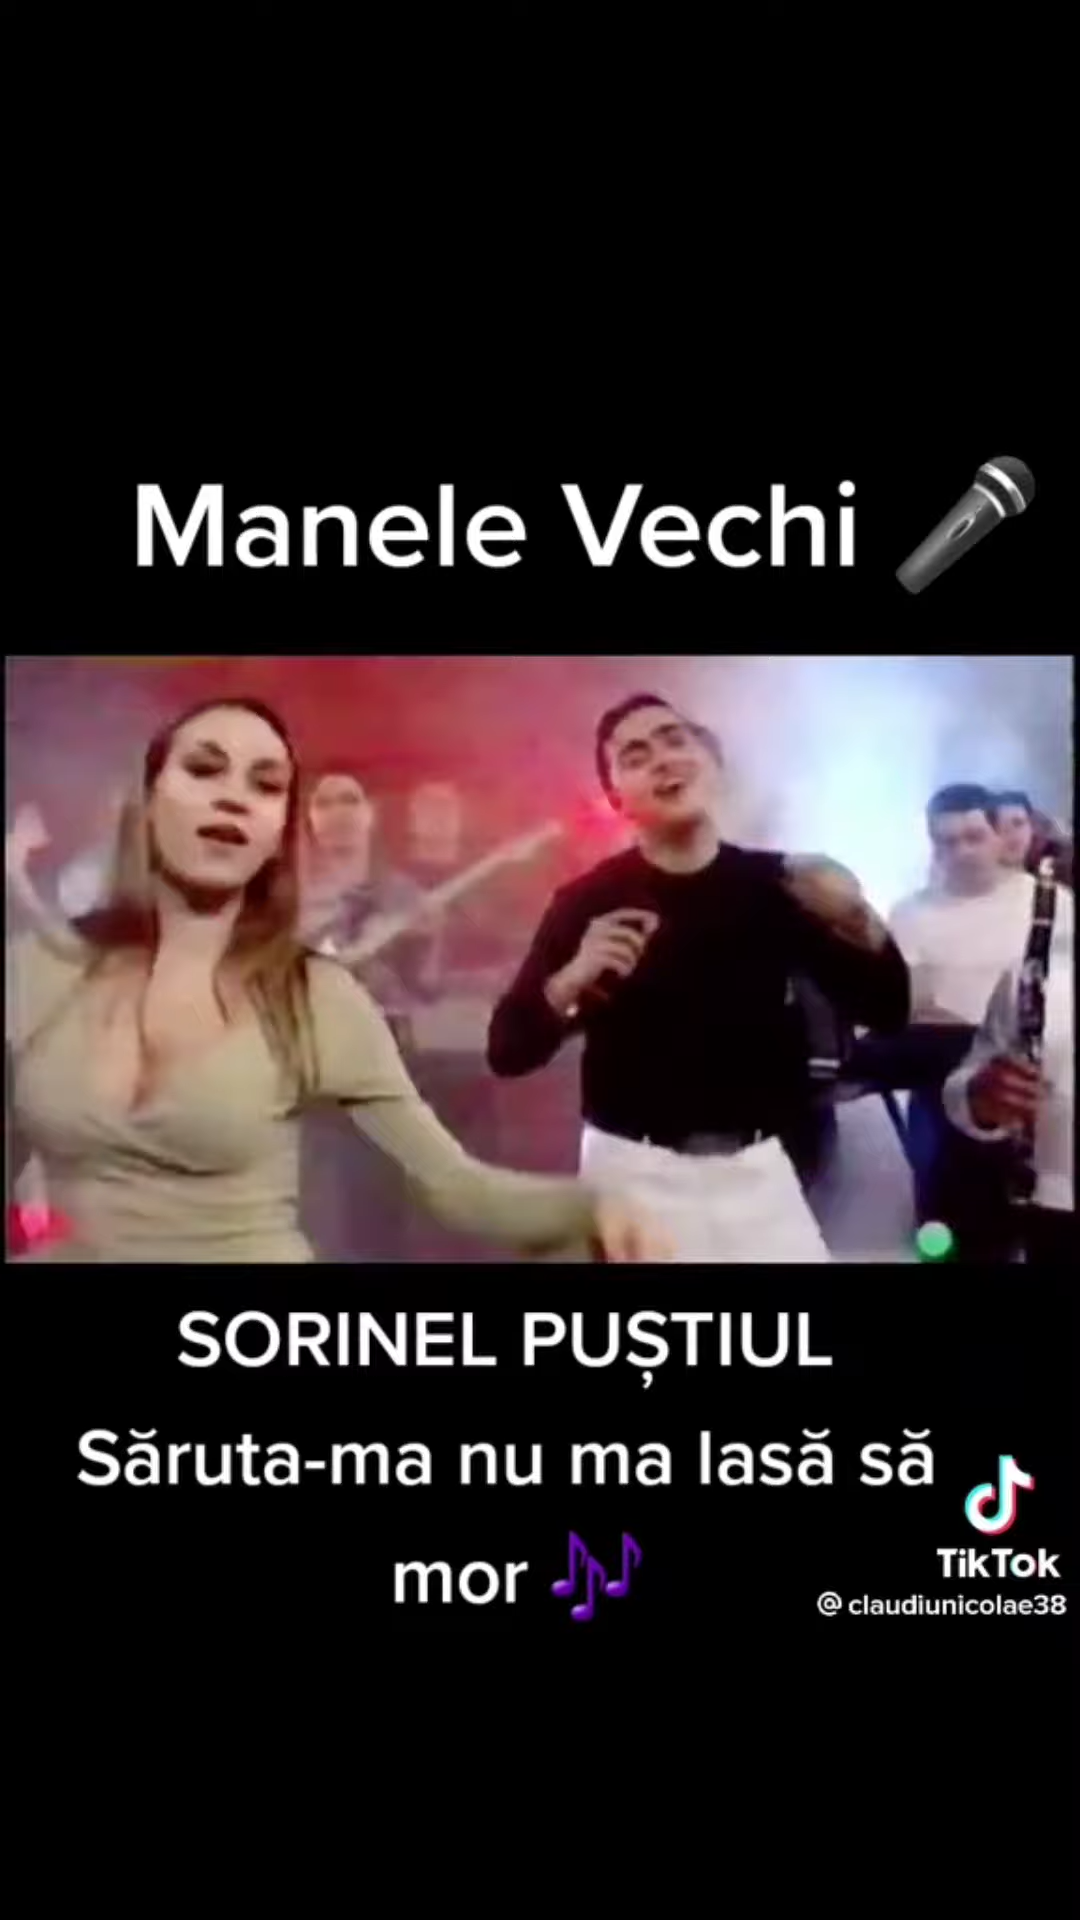 Manele Vechi 🎤
SORINEL PUȘTIUL
Săruta-ma nu ma lasă să
mor 🎶
TikTok
@claudiunicolae38